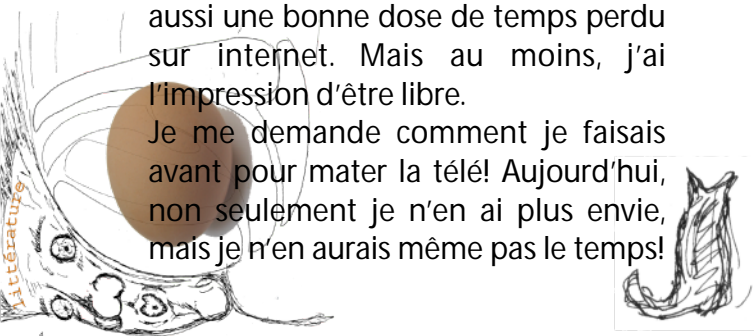 aussi une bonne dose de temps perdu
sur internet. Mais au moins, j’ai
l’impression d’être libre.
Je me demande comment je faisais
avant pour mater la télé! Aujourd’hui,
non seulement je n’en ai plus envie,
mais je n’en aurais même pas le temps!
littérature